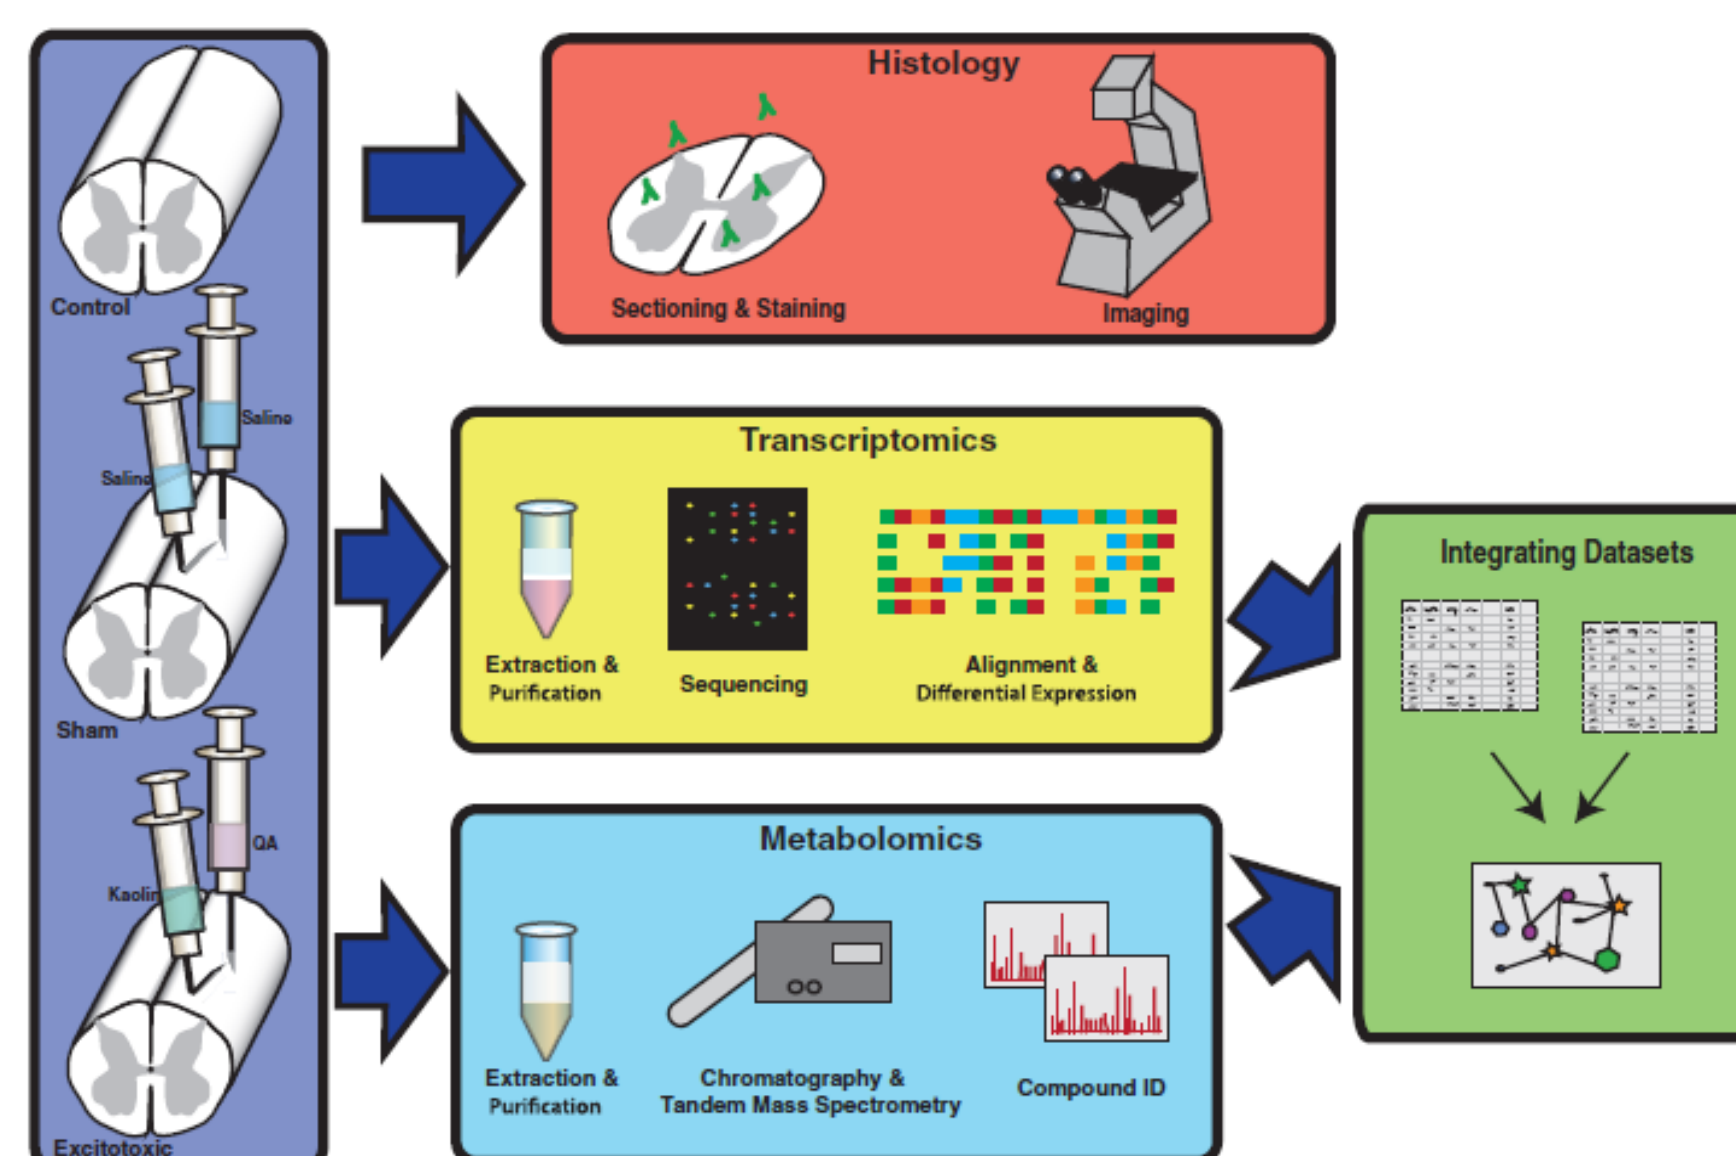 Control
Saline
Saline
Sham
QA
Kaolin
Excitotoxic
Histology
Sectioning & Staining
Imaging
Transcriptomics
Extraction &
Purification
Sequencing
Alignment &
Differential Expression
Metabolomics
Extraction &
Purification
Chromatography &
Tandem Mass Spectrometry
Compound ID
Integrating Datasets